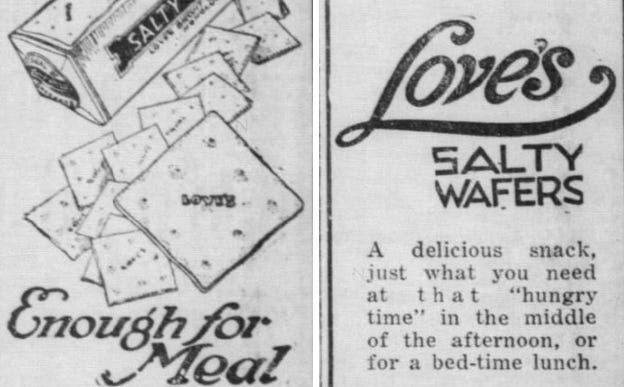 SALTY
LOVE'S
Enough for
Meal
Love's
SALTY
WAFERS
A delicious snack,
just what you need
at that "hungry
time" in the middle
of the afternoon, or
for a bed-time lunch.